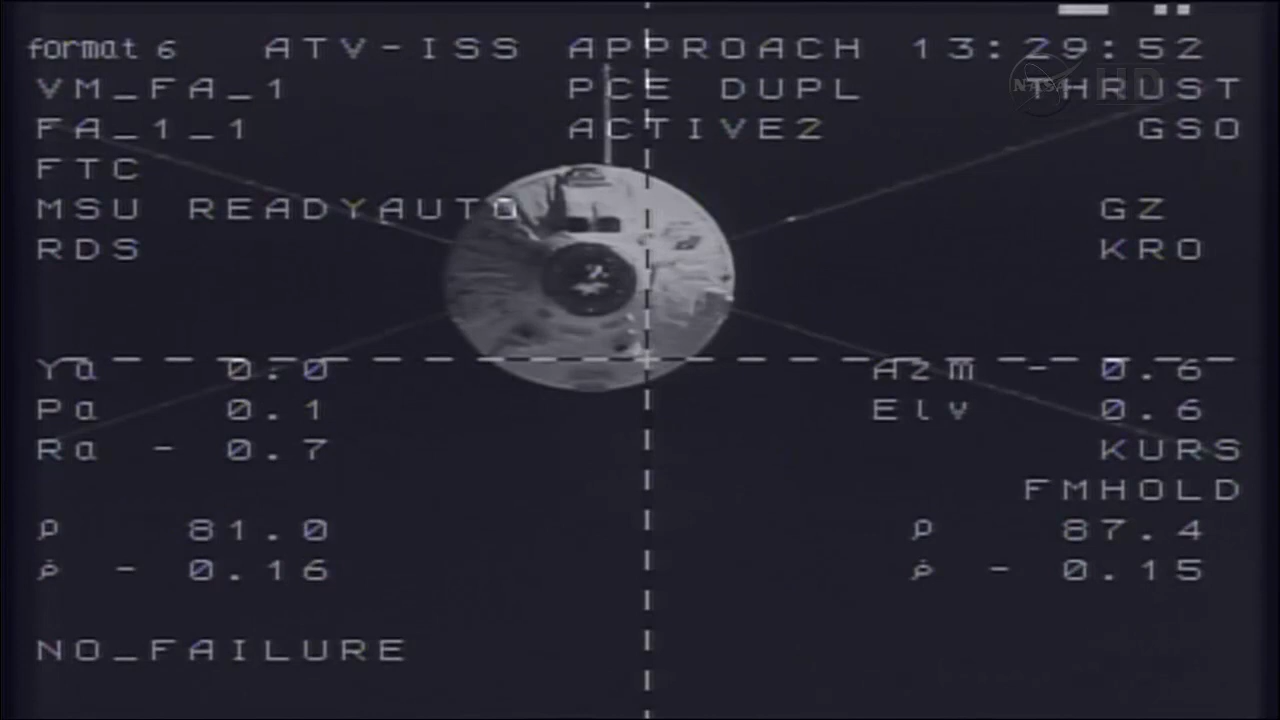 format 6 ATV-ISS APPROACH 13:29:52
VM_FA_1 PCE DUPL THRUST
FA_1_1 ACTIVE2 GSO
FTC
MSU READYAUTO GZ
RDS KRO
NASA HD
Ya 0.0 Azm - 0.6
Pa 0.1 Elv 0.6
Ra - 0.7 KURS
FMHOLD
ρ 81.0 ρ 87.4
ρ̇ - 0.16 ρ̇ - 0.15
NO_FAILURE